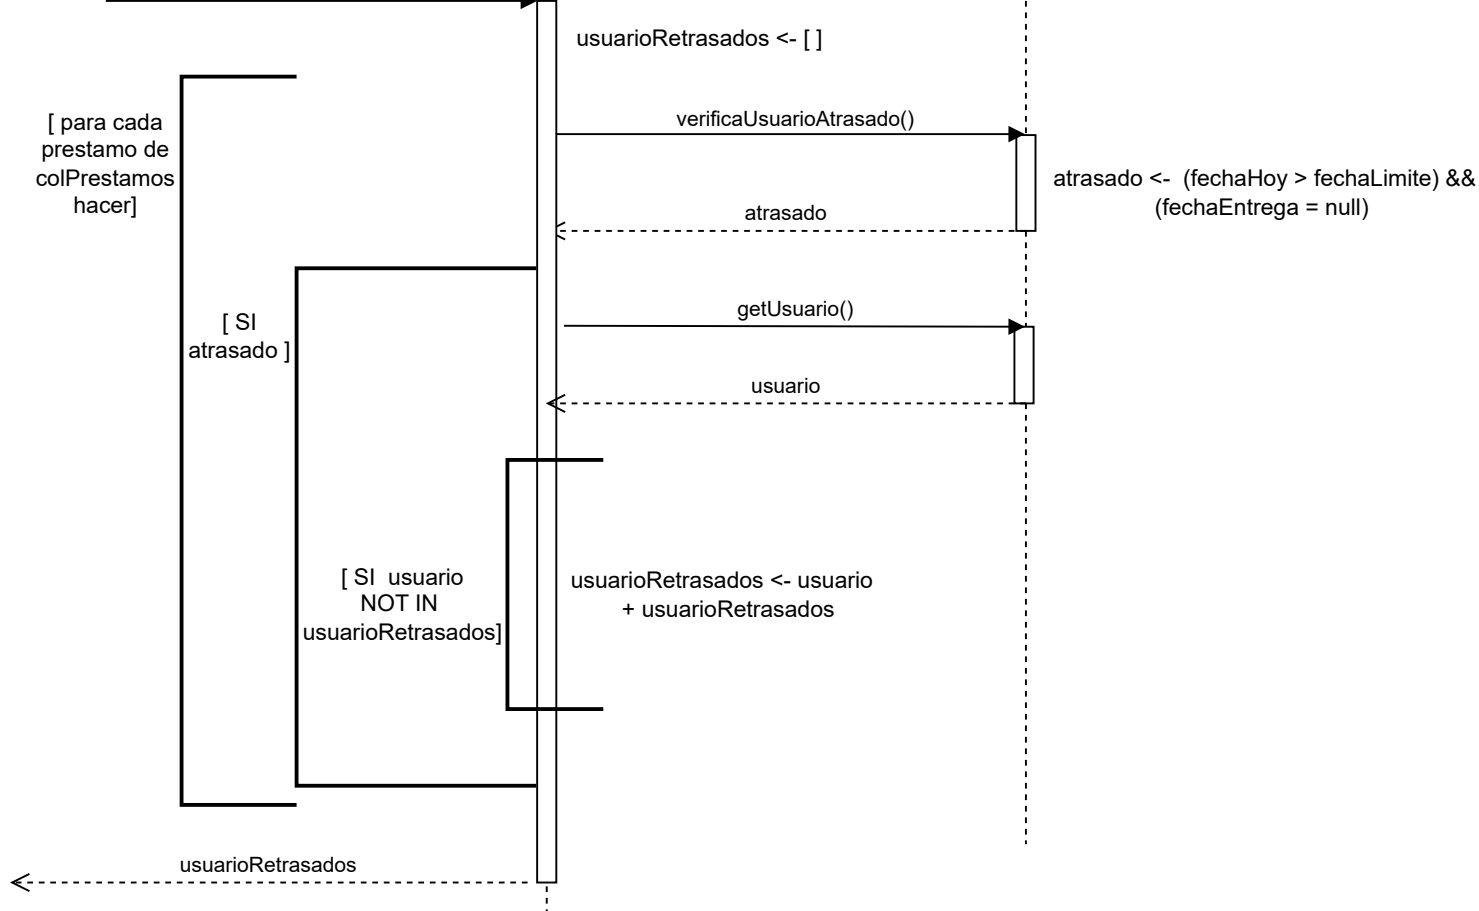 usuarioRetrasados <- [ ]
verificaUsuarioAtrasado()
[ para cada
prestamo de
colPrestamos
hacer]
atrasado <-  (fechaHoy > fechaLimite) &&
(fechaEntrega = null)
atrasado
getUsuario()
[ SI
atrasado ]
usuario
[ SI  usuario
NOT IN
usuarioRetrasados]
usuarioRetrasados <- usuario
+ usuarioRetrasados
usuarioRetrasados